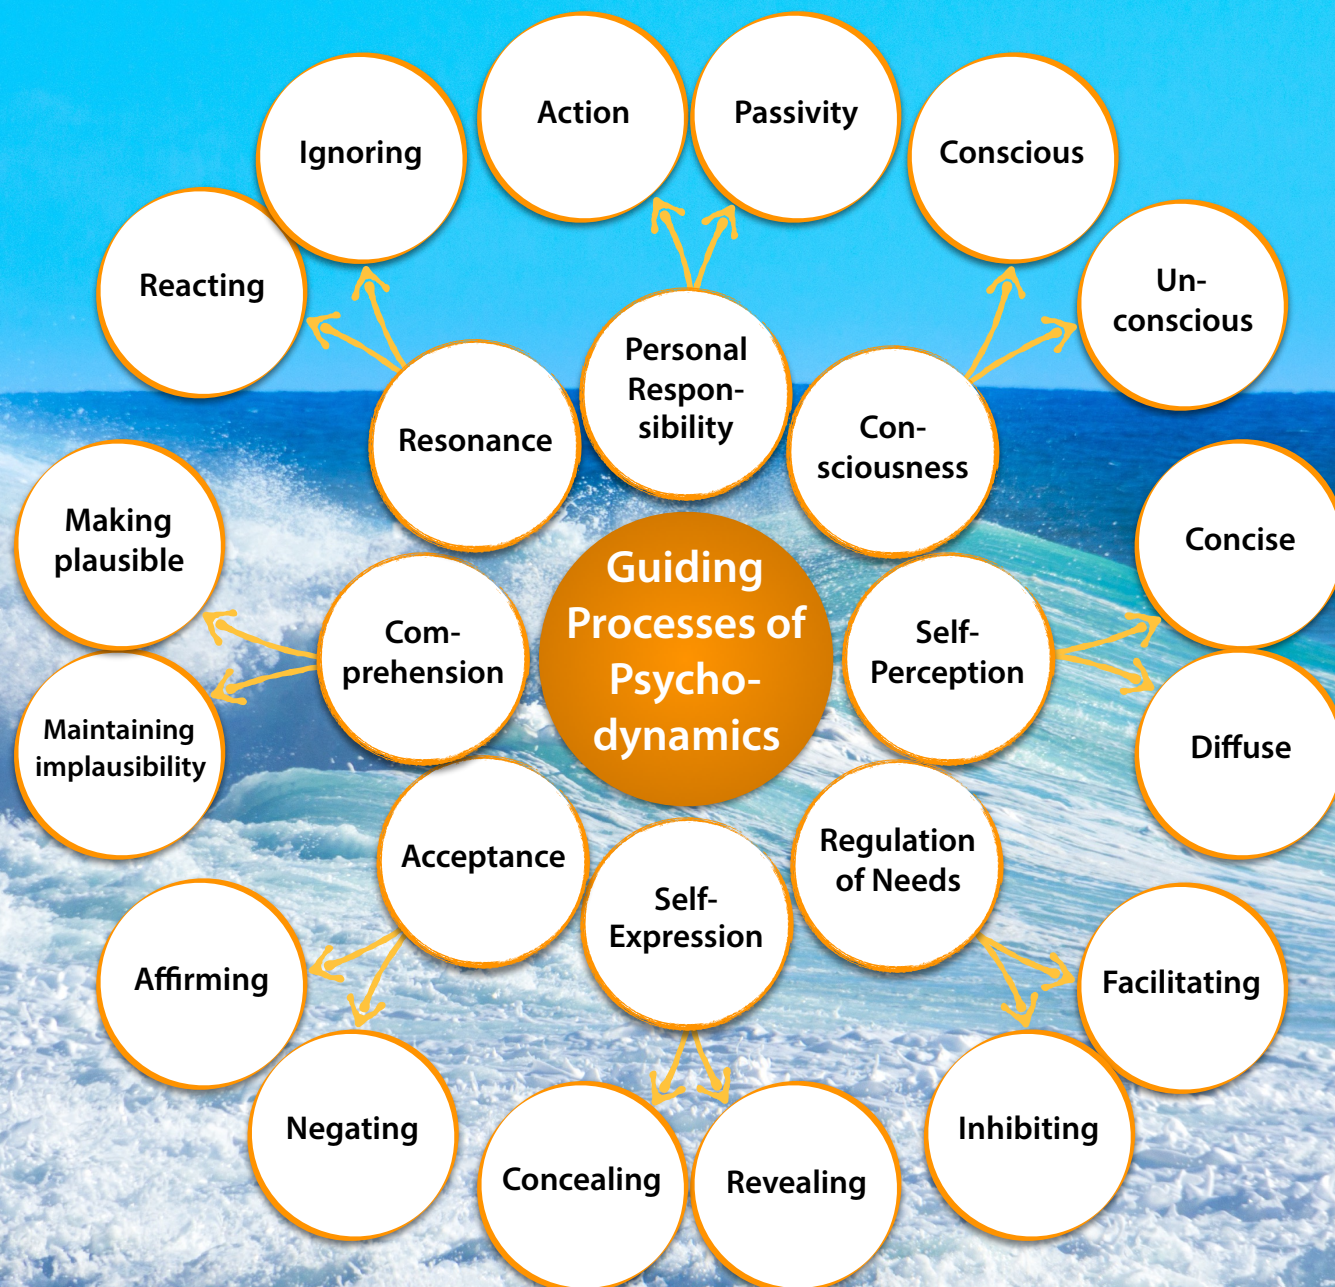 Action
Passivity
Ignoring
Conscious
Reacting
Un-
conscious
Personal
Respon-
sibility
Resonance
Con-
sciousness
Making
plausible
Concise
Guiding
Processes of
Psycho-
dynamics
Com-
prehension
Self-
Perception
Maintaining
implausibility
Diffuse
Acceptance
Regulation
of Needs
Self-
Expression
Affirming
Facilitating
Negating
Inhibiting
Concealing
Revealing